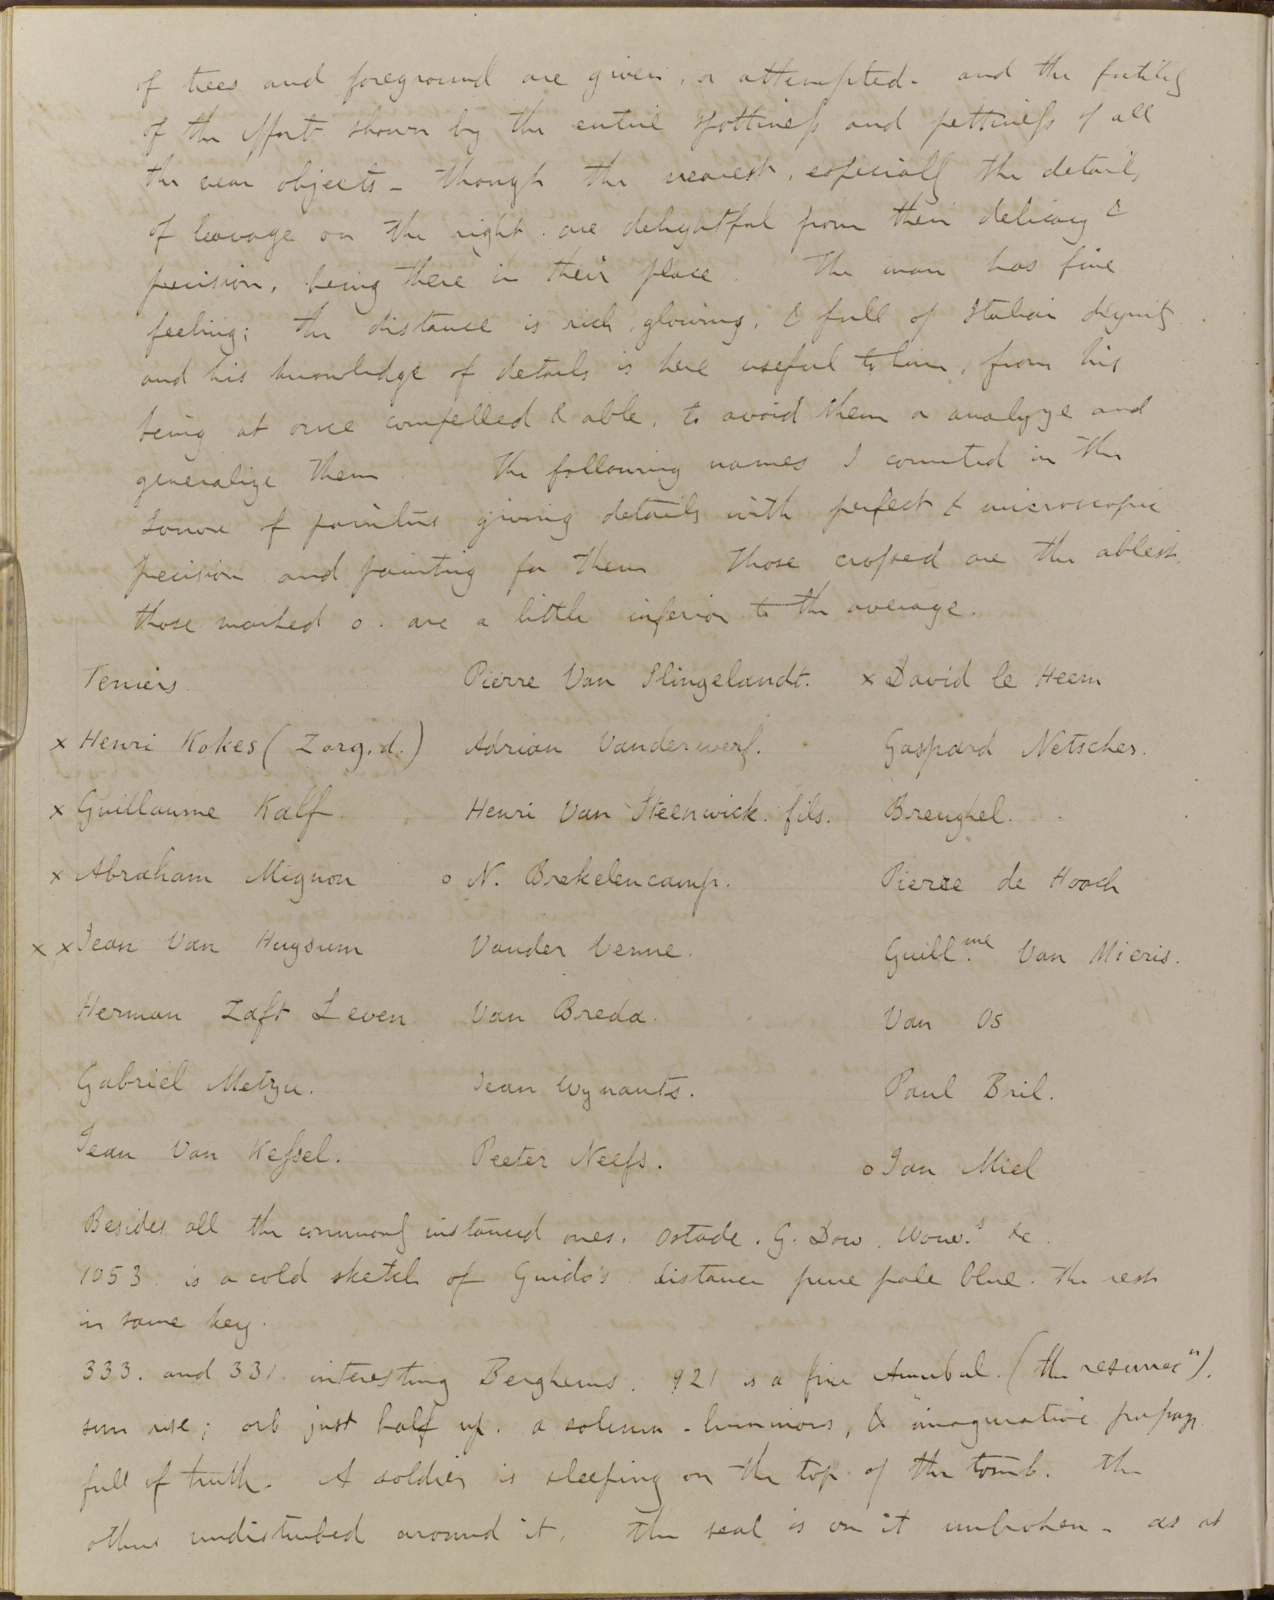 of trees and foreground are given, or attempted - and the futility
of the effort shown by the entire spottiness and pettiness of all
the near objects - though the nearest, especially the details
of leavage on the right . are delightful from their delicacy &
precision, being there in their place . The man has fine
feeling; the distance is rich, glowing, & full of Italian dignity
and his knowledge of details is here useful to him, from his
being at once compelled & able, to avoid them or analyze and
generalize them . The following names I counted in the
Louvre of painters giving details with perfect & microscopic
precision and painting for them Those crossed are the ablest,
those marked o. are a little inferior to the average.
Teniers. Pierre Van Slingelandt. x David le Heem
x Henri Kokes (Zorg. d.) Adrian Vanderwerf. Gaspard Netscher.
x Guillaume Kalf. Henri Van Steenwick. fils. Breughel.
x Abraham Mignon o N. Brekelencamp. Pierre de Hooch
x x Jean Van Huysum Vander Venne. Guill.me Van Mieris.
Herman Zaft Leven Van Breda. Van Os
Gabriel Metzu. Jean Wynants. Paul Bril.
Jean Van Kessel. Peeter Neefs. o Jan Miel
Besides all the commonly instanced ones. Ostade. G. Dow. Wouv.s &c.
1053. is a cold sketch of Guido's distance pure pale blue. the rest
in same key.
333. and 331. interesting Berghems. 921 is a fine Annibal. (the resurrecn).
sun rise; orb just half up. a solemn - luminous, & imaginative
full of truth. A soldier is sleeping on the top of the tomb. The
others undisturbed around it. The seal is on it unbroken - as at